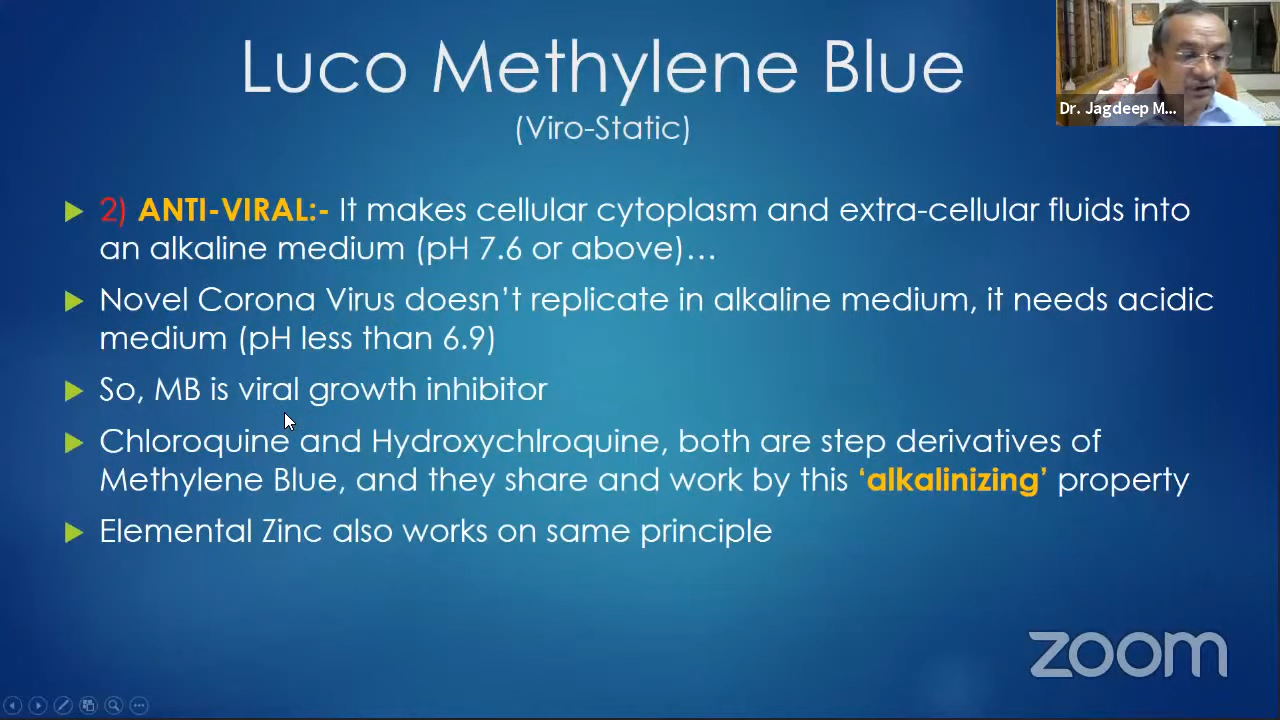 Luco Methylene Blue
(Viro-Static)
Dr. Jagdeep M...
2) ANTI-VIRAL:- It makes cellular cytoplasm and extra-cellular fluids into
an alkaline medium (pH 7.6 or above)…
Novel Corona Virus doesn’t replicate in alkaline medium, it needs acidic
medium (pH less than 6.9)
So, MB is viral growth inhibitor
Chloroquine and Hydroxychlroquine, both are step derivatives of
Methylene Blue, and they share and work by this ‘alkalinizing’ property
Elemental Zinc also works on same principle
zoom